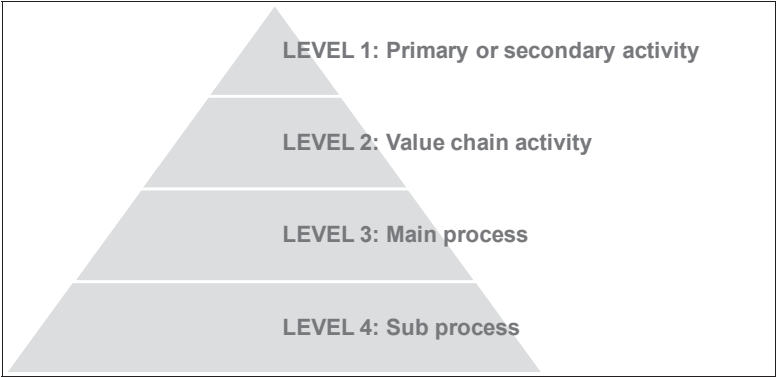 LEVEL 1: Primary or secondary activity
LEVEL 2: Value chain activity
LEVEL 3: Main process
LEVEL 4: Sub process